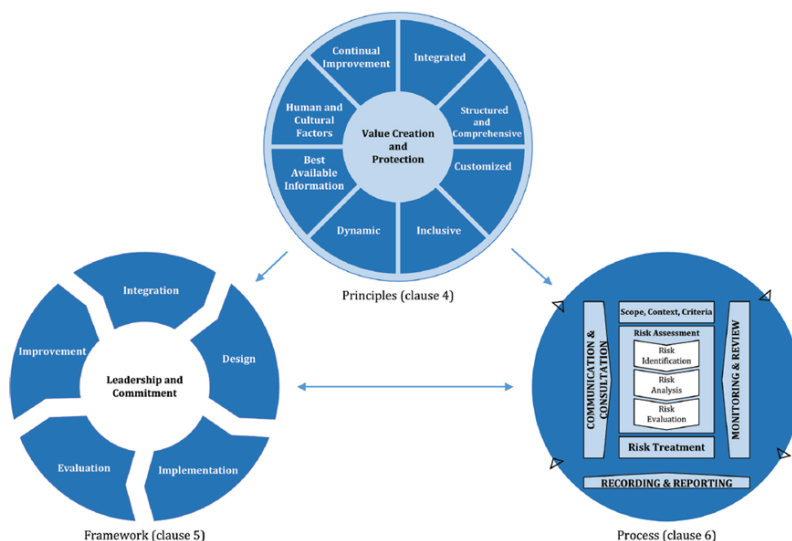 Continual
Improvement
Integrated
Human and
Cultural
Factors
Structured
and
Comprehensive
Value Creation
and
Protection
Best
Available
Information
Customized
Dynamic
Inclusive
Principles (clause 4)
Integration
Improvement
Design
Leadership and
Commitment
Evaluation
Implementation
Framework (clause 5)
Scope, Context, Criteria
Risk Assessment
Risk
Identification
Risk
Analysis
Risk
Evaluation
Risk Treatment
COMMUNICATION &
CONSULTATION
MONITORING & REVIEW
RECORDING & REPORTING
Process (clause 6)